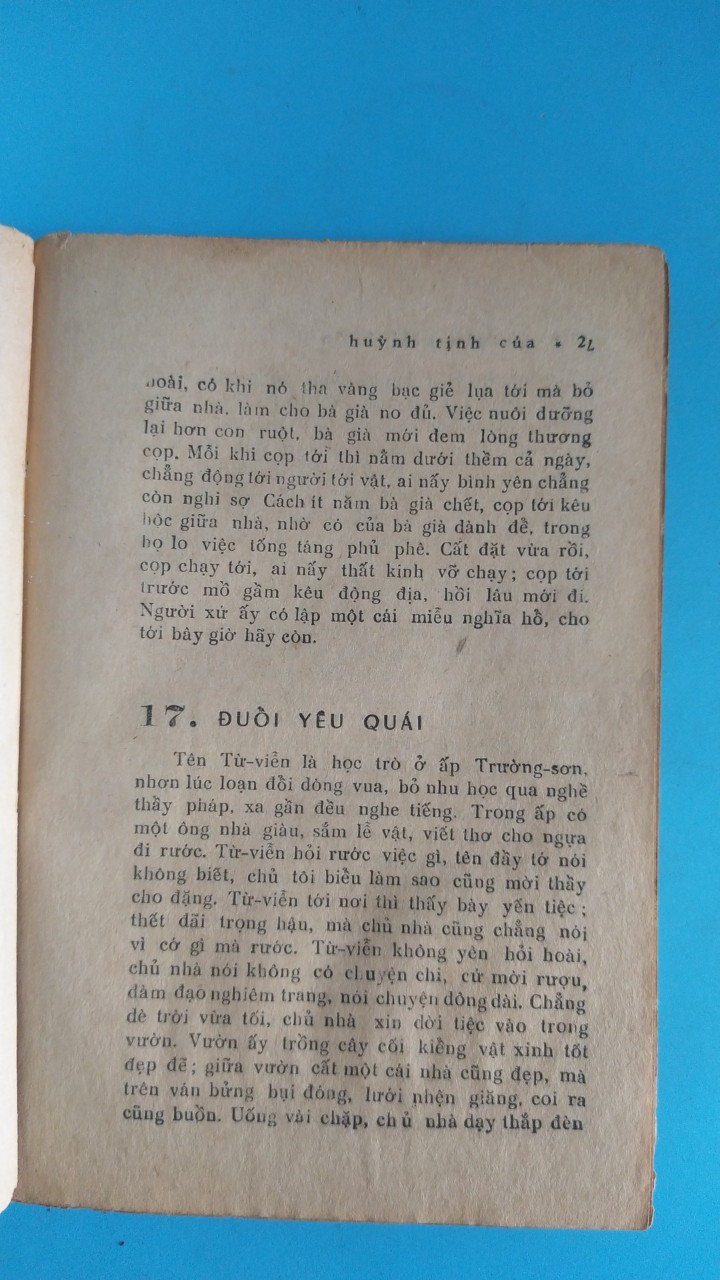 huỳnh tịnh của • 2
hoài, có khi nó tha vàng bạc giẻ lụa tới mà bỏ
giữa nhà, làm cho bà già no đủ. Việc nuôi dưỡng
lại hơn con ruột, bà già mới đem lòng thương
cọp. Mỗi khi cọp tới thì nằm dưới thềm cả ngày,
chẳng động tới người tới vật, ai nấy bình yên chẳng
còn nghi sợ Cách ít năm bà già chết, cọp tới kêu
hộc giữa nhà, nhờ có của bà già dành để, trong
họ lo việc tống táng phủ phê. Cất đặt vừa rồi,
cọp chạy tới, ai nấy thất kinh vỡ chạy ; cọp tới
trước mồ gầm kêu động địa, hồi lâu mới đi.
Người xứ ấy có lập một cái miễu nghĩa hổ, cho
tới bây giờ hãy còn.
17. ĐUỔI YÊU QUÁI
Tên Từ-viễn là học trò ở ấp Trường-sơn,
nhơn lúc loạn đổi dòng vua, bỏ nhu học qua nghề
thầy pháp, xa gần đều nghe tiếng. Trong ấp có
một ông nhà giàu, sắm lễ vật, viết thơ cho ngựa
đi rước. Từ-viễn hỏi rước việc gì, tên đầy tớ nói
không biết, chủ tôi biểu làm sao cũng mời thầy
cho đặng. Từ-viễn tới nơi thì thấy bày yến tiệc ;
thết đãi trọng hậu, mà chủ nhà cũng chẳng nói
vì cớ gì mà rước. Từ-viễn không yên hỏi hoài,
chủ nhà nói không có chuyện chi, cứ mời rượu,
đàm đạo nghiêm trang, nói chuyện dông dài. Chẳng
dè trời vừa tối, chủ nhà xin dời tiệc vào trong
vườn. Vườn ấy trồng cây cối kiểng vật xinh tốt
đẹp đẽ ; giữa vườn cất một cái nhà cũng đẹp, mà
trên ván bửng bụi đóng, lưới nhện giăng, coi ra
cũng buồn. Uống vài chặp, chủ nhà dạy thắp đèn